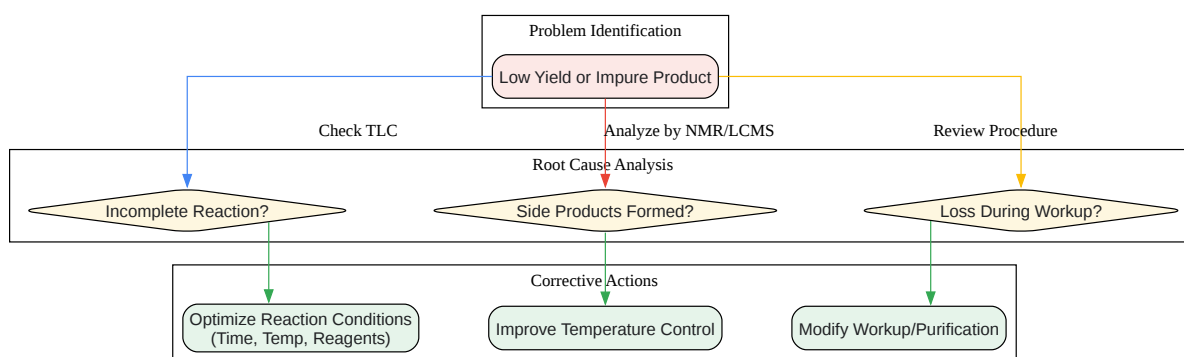 Problem Identification
Low Yield or Impure Product
Check TLC
Analyze by NMR/LCMS
Review Procedure
Root Cause Analysis
Incomplete Reaction?
Side Products Formed?
Loss During Workup?
Corrective Actions
Optimize Reaction Conditions
(Time, Temp, Reagents)
Improve Temperature Control
Modify Workup/Purification